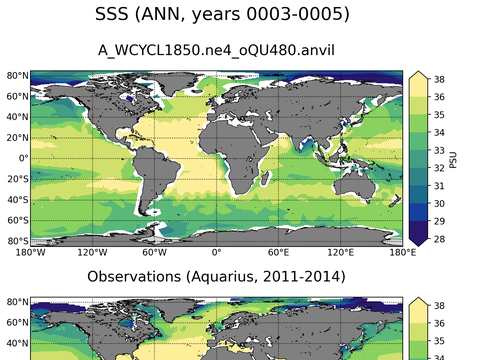 SSS (ANN, years 0003-0005)
A_WCYCL1850.ne4_oQU480.anvil
80°N
60°N
40°N
20°N
0°
20°S
40°S
60°S
80°S
180°W
120°W
60°W
0°
60°E
120°E
180°E
38
36
35
34
33
32
31
30
29
28
PSU
Observations (Aquarius, 2011-2014)
80°N
60°N
40°N
38
36
35
34